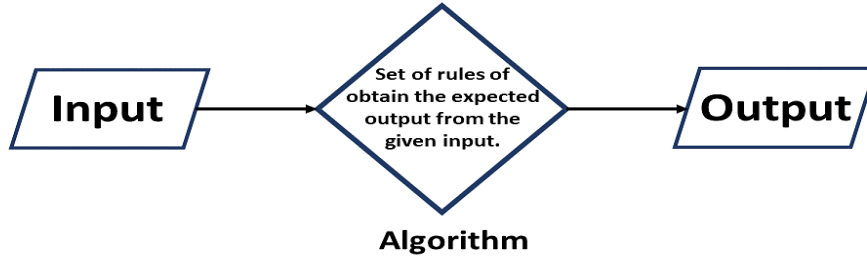 Input
Set of rules of
obtain the expected
output from the
given input.
Output
Algorithm